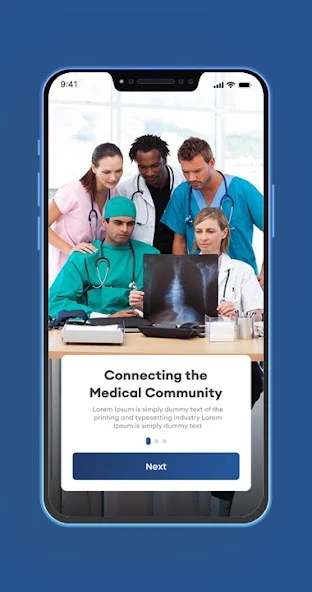 9:41
Connecting the
Medical Community
Lorem Ipsum is simply dummy text of the
printing and typesetting industry Lorem
Ipsum is simply dummy text
Next